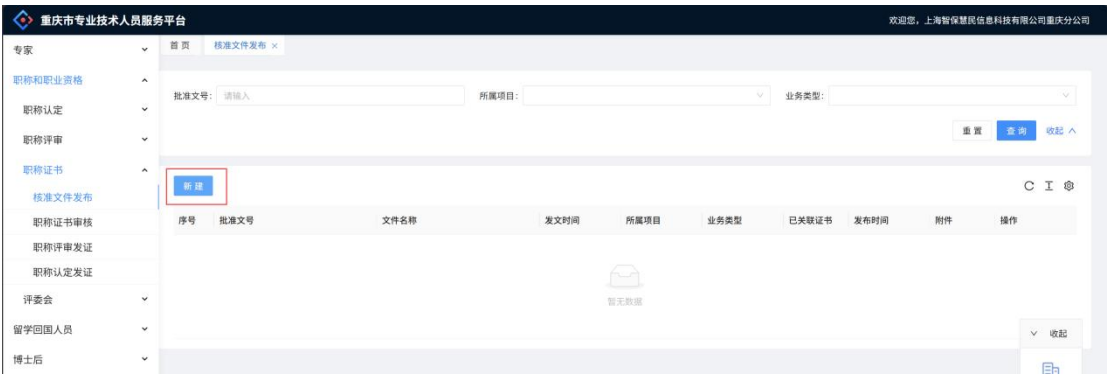 重庆市专业技术人员服务平台
欢迎您，上海智保慧民信息科技有限公司重庆分公司
专家
职称和职业资格
职称认定
职称评审
职称证书
核准文件发布
职称证书审核
职称评审发证
职称认定发证
评委会
留学回国人员
博士后
首页 核准文件发布 ×
批准文号： 请输入 所属项目： 业务类型：
重置 查询 收起
新建
序号 批准文号 文件名称 发文时间 所属项目 业务类型 已关联证书 发布时间 附件 操作
暂无数据
收起